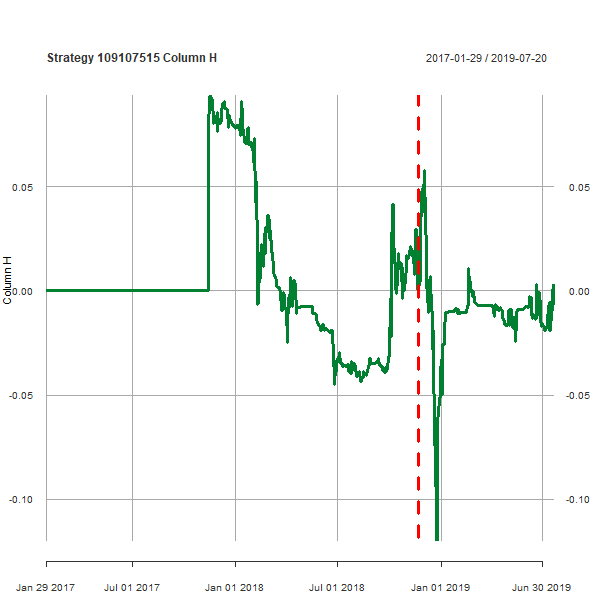 Strategy 109107515 Column H
2017-01-29 / 2019-07-20
0.05
0.05
0.00
0.00
Column H
-0.05
-0.05
-0.10
-0.10
Jan 29 2017
Jul 01 2017
Jan 01 2018
Jul 01 2018
Jan 01 2019
Jun 30 2019